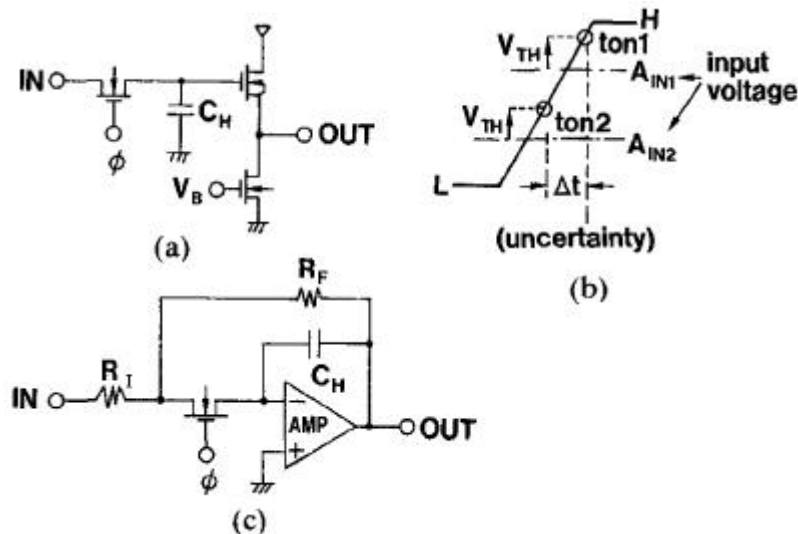 IN
φ
C_H
OUT
V_B
(a)
V_TH
ton1
H
A_IN1
input
voltage
V_TH
ton2
A_IN2
L
Δt
(uncertainty)
(b)
R_F
C_H
R_I
IN
AMP
−
+
OUT
φ
(c)